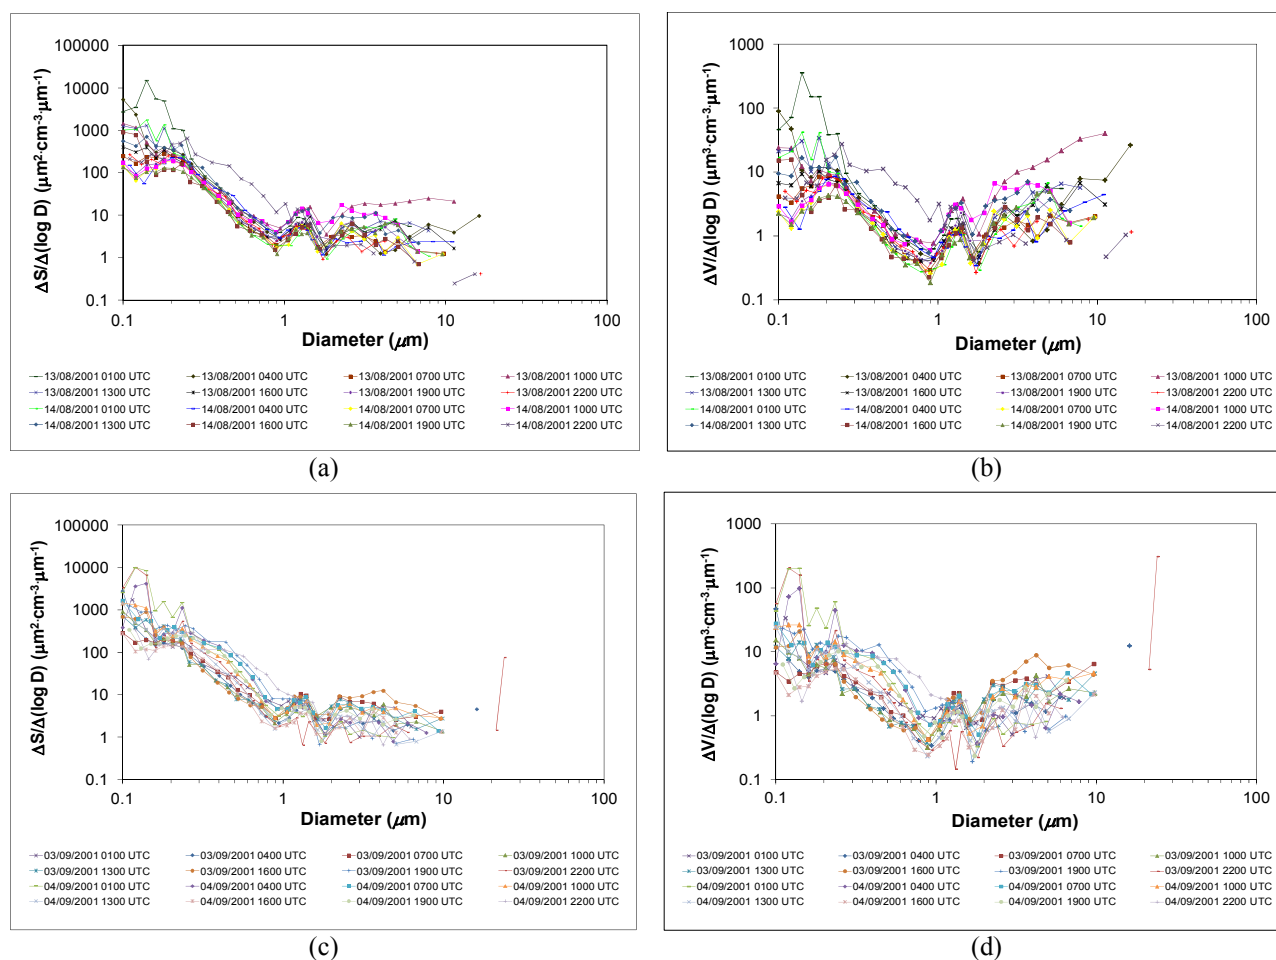 100000
10000
1000
100
10
1
0.1
ΔS/Δ(log D) (μm²·cm⁻³·μm⁻¹)
0.1 1 10 100
Diameter (μm)
13/08/2001 0100 UTC 13/08/2001 0400 UTC 13/08/2001 0700 UTC 13/08/2001 1000 UTC
13/08/2001 1300 UTC 13/08/2001 1600 UTC 13/08/2001 1900 UTC 13/08/2001 2200 UTC
14/08/2001 0100 UTC 14/08/2001 0400 UTC 14/08/2001 0700 UTC 14/08/2001 1000 UTC
14/08/2001 1300 UTC 14/08/2001 1600 UTC 14/08/2001 1900 UTC 14/08/2001 2200 UTC
(a)
1000
100
10
1
0.1
ΔV/Δ(log D) (μm³·cm⁻³·μm⁻¹)
0.1 1 10 100
Diameter (μm)
13/08/2001 0100 UTC 13/08/2001 0400 UTC 13/08/2001 0700 UTC 13/08/2001 1000 UTC
13/08/2001 1300 UTC 13/08/2001 1600 UTC 13/08/2001 1900 UTC 13/08/2001 2200 UTC
14/08/2001 0100 UTC 14/08/2001 0400 UTC 14/08/2001 0700 UTC 14/08/2001 1000 UTC
14/08/2001 1300 UTC 14/08/2001 1600 UTC 14/08/2001 1900 UTC 14/08/2001 2200 UTC
(b)
100000
10000
1000
100
10
1
0.1
ΔS/Δ(log D) (μm²·cm⁻³·μm⁻¹)
0.1 1 10 100
Diameter (μm)
03/09/2001 0100 UTC 03/09/2001 0400 UTC 03/09/2001 0700 UTC 03/09/2001 1000 UTC
03/09/2001 1300 UTC 03/09/2001 1600 UTC 03/09/2001 1900 UTC 03/09/2001 2200 UTC
04/09/2001 0100 UTC 04/09/2001 0400 UTC 04/09/2001 0700 UTC 04/09/2001 1000 UTC
04/09/2001 1300 UTC 04/09/2001 1600 UTC 04/09/2001 1900 UTC 04/09/2001 2200 UTC
(c)
1000
100
10
1
0.1
ΔV/Δ(log D) (μm³·cm⁻³·μm⁻¹)
0.1 1 10 100
Diameter (μm)
03/09/2001 0100 UTC 03/09/2001 0400 UTC 03/09/2001 0700 UTC 03/09/2001 1000 UTC
03/09/2001 1300 UTC 03/09/2001 1600 UTC 03/09/2001 1900 UTC 03/09/2001 2200 UTC
04/09/2001 0100 UTC 04/09/2001 0400 UTC 04/09/2001 0700 UTC 04/09/2001 1000 UTC
04/09/2001 1300 UTC 04/09/2001 1600 UTC 04/09/2001 1900 UTC 04/09/2001 2200 UTC
(d)